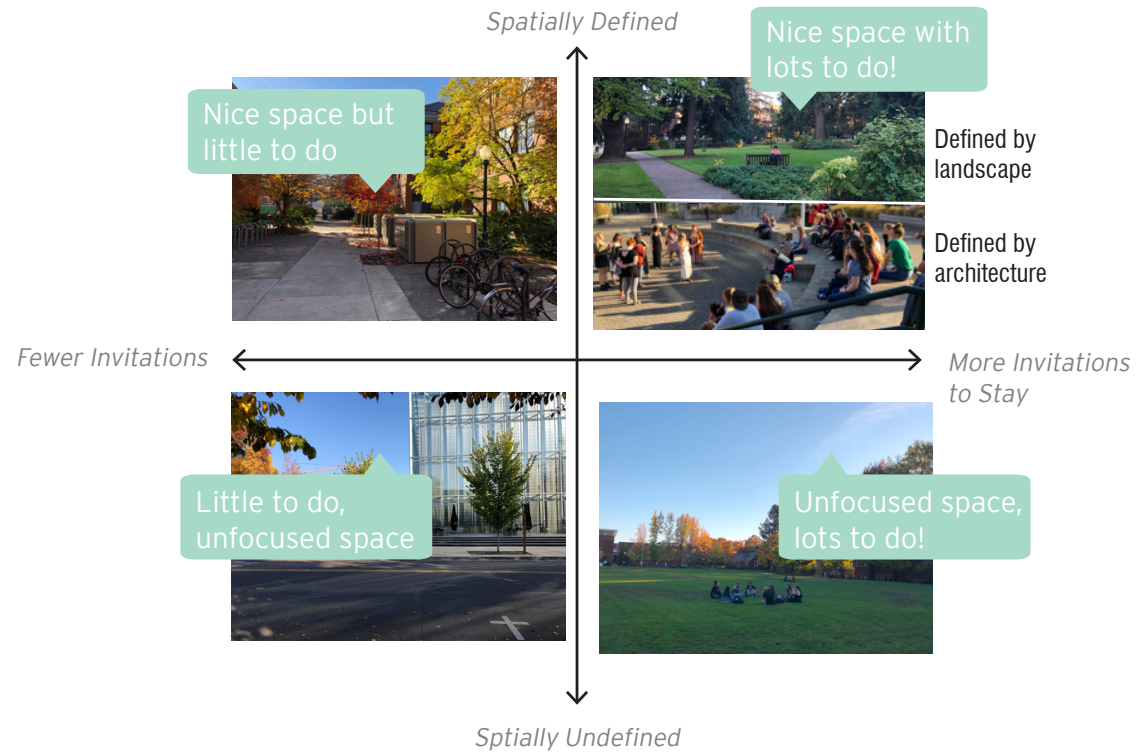 Spatially Defined
Nice space with
lots to do!
Nice space but
little to do
Defined by
landscape
Defined by
architecture
Fewer Invitations
More Invitations
to Stay
Little to do,
unfocused space
Unfocused space,
lots to do!
Sptially Undefined